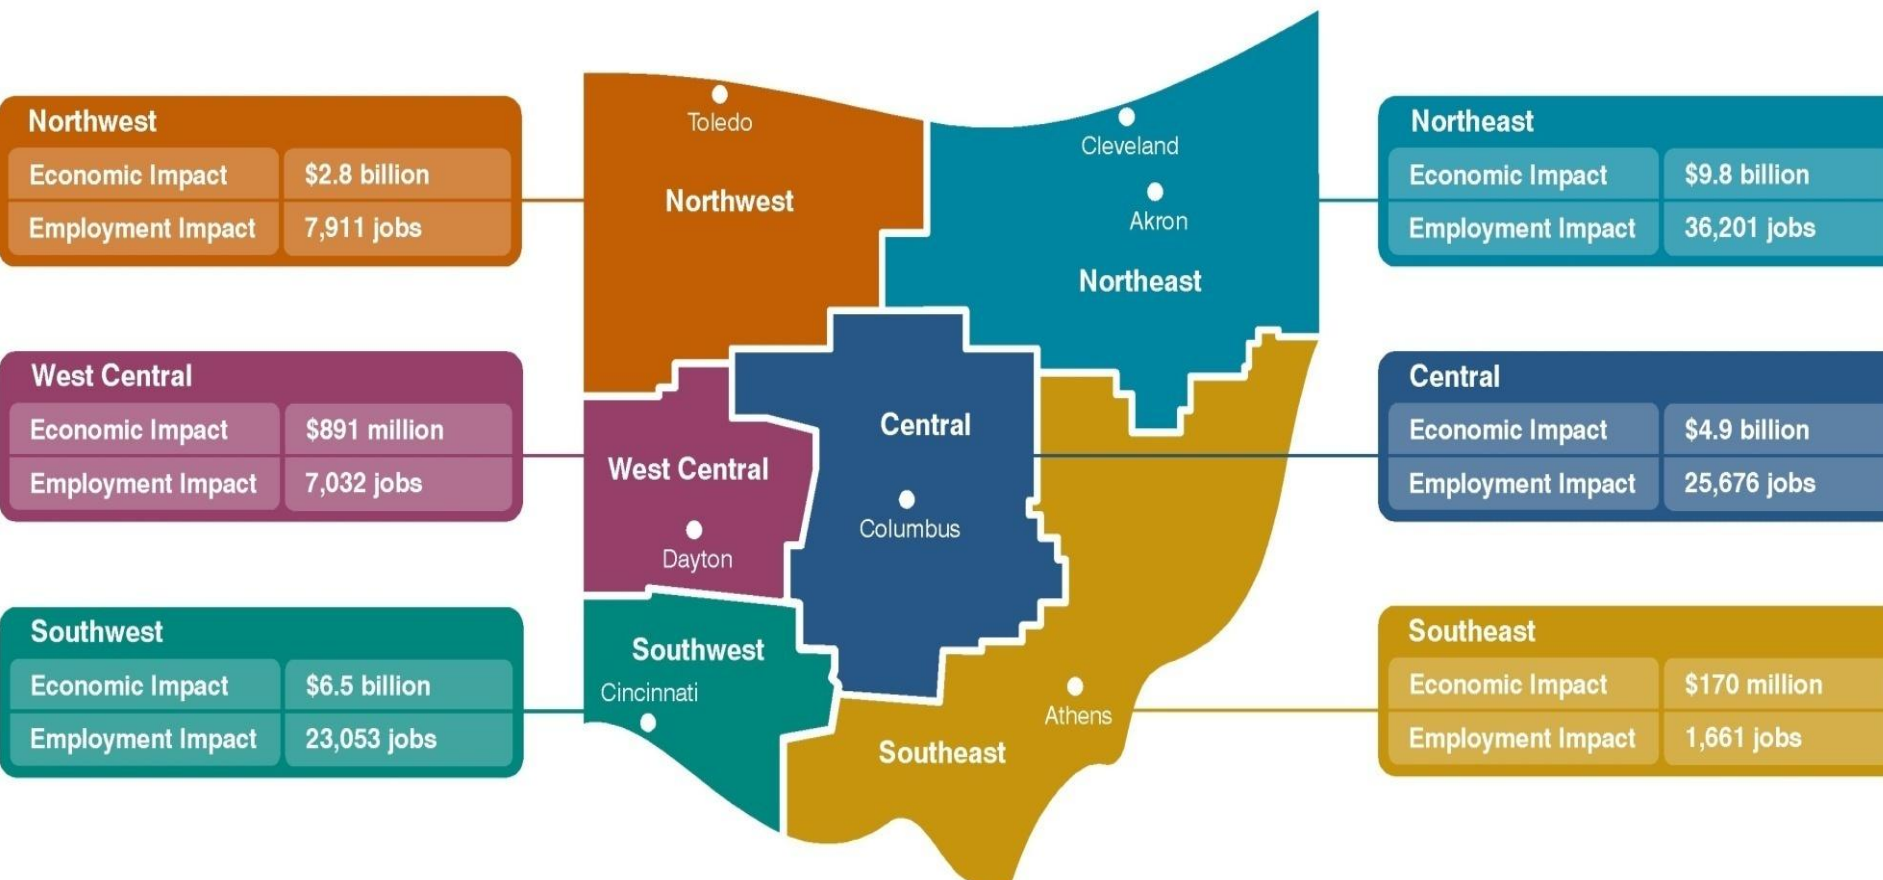 Northwest
Economic Impact $2.8 billion
Employment Impact 7,911 jobs
West Central
Economic Impact $891 million
Employment Impact 7,032 jobs
Southwest
Economic Impact $6.5 billion
Employment Impact 23,053 jobs
Toledo
Northwest
Cleveland
Akron
Northeast
Central
West Central
Columbus
Dayton
Southwest
Cincinnati
Athens
Southeast
Northeast
Economic Impact $9.8 billion
Employment Impact 36,201 jobs
Central
Economic Impact $4.9 billion
Employment Impact 25,676 jobs
Southeast
Economic Impact $170 million
Employment Impact 1,661 jobs